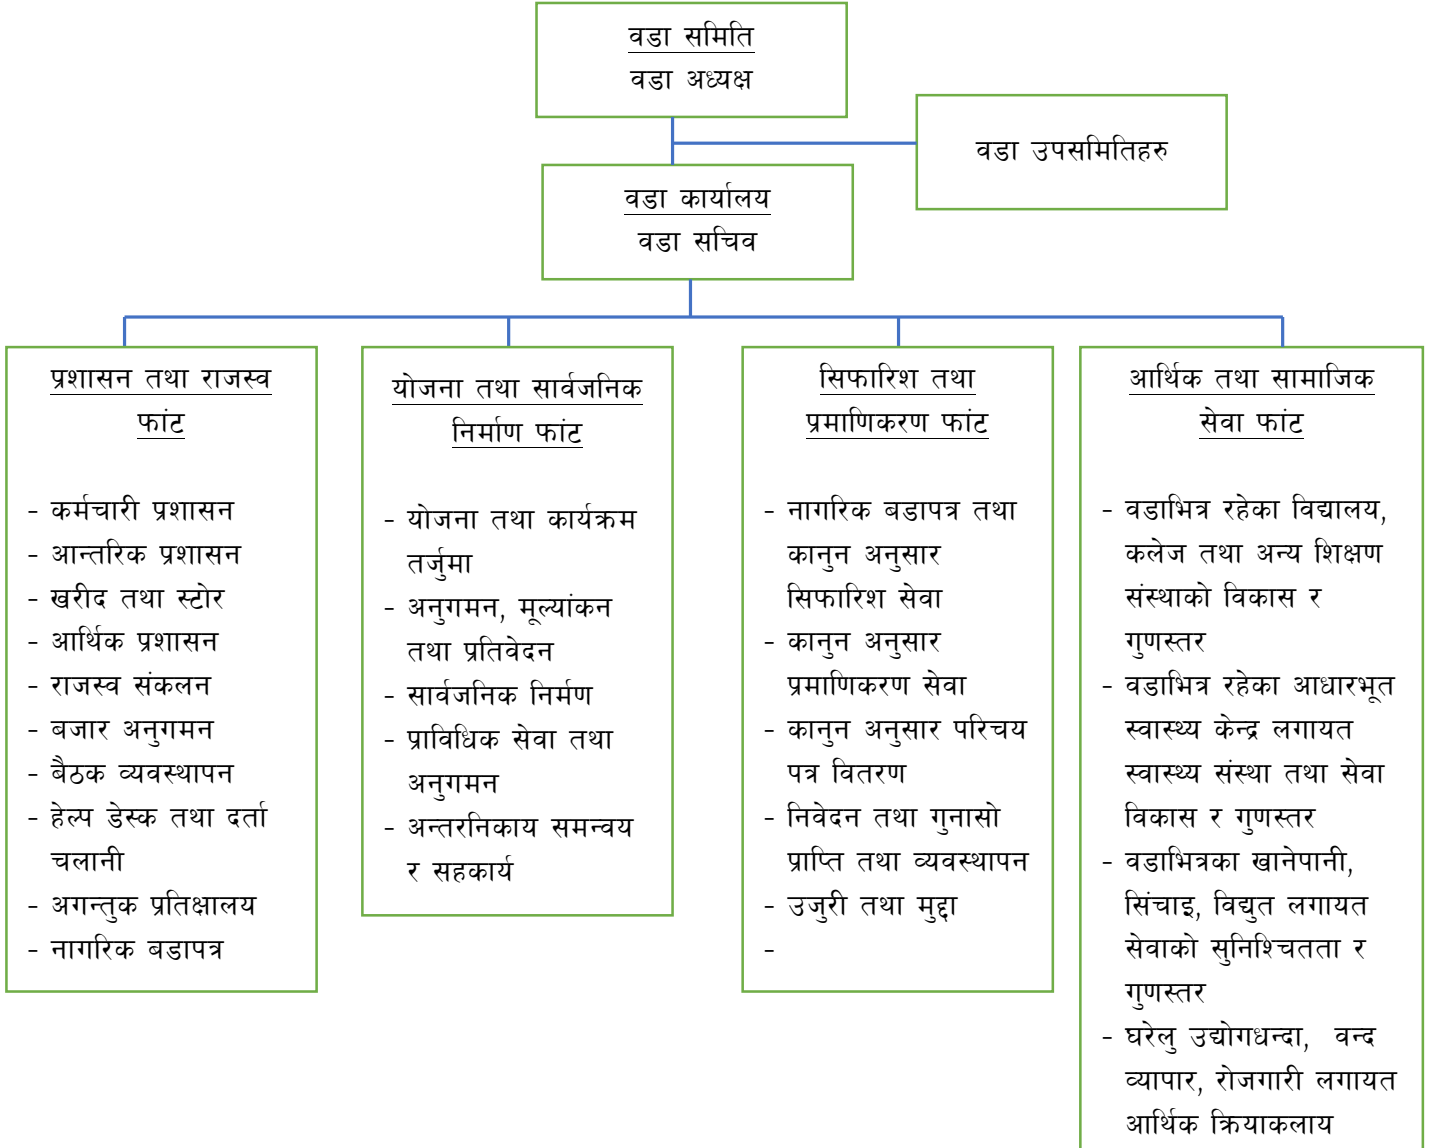 वडा समिति
वडा अध्यक्ष
वडा उपसमितिहरु
वडा कार्यालय
वडा सचिव
प्रशासन तथा राजस्व
फांट
- कर्मचारी प्रशासन
- आन्तरिक प्रशासन
- खरीद तथा स्टोर
- आर्थिक प्रशासन
- राजस्व संकलन
- बजार अनुगमन
- बैठक व्यवस्थापन
- हेल्प डेस्क तथा दर्ता
चलानी
- अगन्तुक प्रतिक्षालय
- नागरिक बडापत्र
योजना तथा सार्वजनिक
निर्माण फांट
- योजना तथा कार्यक्रम
तर्जुमा
- अनुगमन, मूल्यांकन
तथा प्रतिवेदन
- सार्वजनिक निर्मण
- प्राविधिक सेवा तथा
अनुगमन
- अन्तरनिकाय समन्वय
र सहकार्य
सिफारिश तथा
प्रमाणिकरण फांट
- नागरिक बडापत्र तथा
कानुन अनुसार
सिफारिश सेवा
- कानुन अनुसार
प्रमाणिकरण सेवा
- कानुन अनुसार परिचय
पत्र वितरण
- निवेदन तथा गुनासो
प्राप्ति तथा व्यवस्थापन
- उजुरी तथा मुद्दा
-
आर्थिक तथा सामाजिक
सेवा फांट
- वडाभित्र रहेका विद्यालय,
कलेज तथा अन्य शिक्षण
संस्थाको विकास र
गुणस्तर
- वडाभित्र रहेका आधारभूत
स्वास्थ्य केन्द्र लगायत
स्वास्थ्य संस्था तथा सेवा
विकास र गुणस्तर
- वडाभित्रका खानेपानी,
सिंचाइ, विद्युत लगायत
सेवाको सुनिश्चितता र
गुणस्तर
- घरेलु उद्योगधन्दा, वन्द
व्यापार, रोजगारी लगायत
आर्थिक क्रियाकलाय